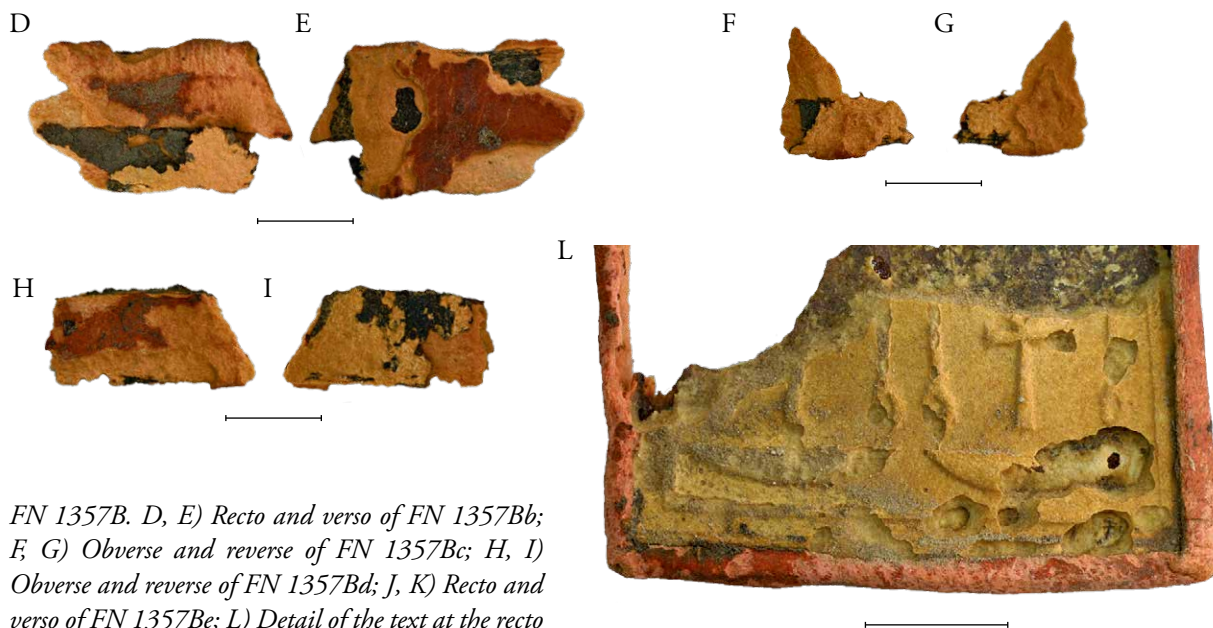 D
E
F
G
H
I
L
FN 1357B. D, E) Recto and verso of FN 1357Bb;
F, G) Obverse and reverse of FN 1357Bc; H, I)
Obverse and reverse of FN 1357Bd; J, K) Recto and
verso of FN 1357Be; L) Detail of the text at the recto